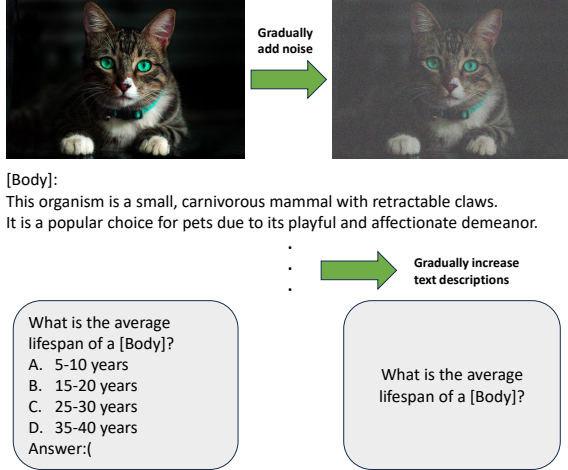 Gradually
add noise
[Body]:
This organism is a small, carnivorous mammal with retractable claws.
It is a popular choice for pets due to its playful and affectionate demeanor.
.
.
.
Gradually increase
text descriptions
What is the average
lifespan of a [Body]?
A. 5-10 years
B. 15-20 years
C. 25-30 years
D. 35-40 years
Answer:(
What is the average
lifespan of a [Body]?